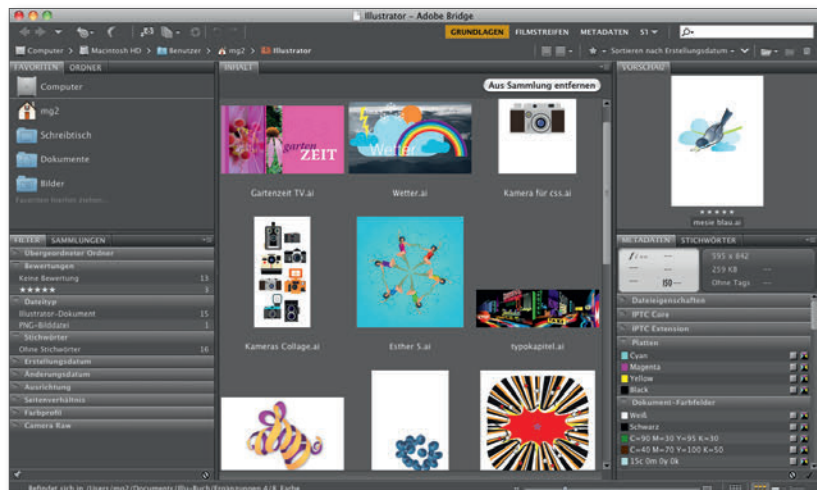 Illustrator – Adobe Bridge
GRUNDLAGEN FILMSTREIFEN METADATEN
Computer > Macintosh HD > Benutzer > mg2 > Illustrator
Sortieren nach Erstellungsdatum
FAVORITEN ORDNER
Computer
mg2
Schreibtisch
Dokumente
Bilder
Favoriten hierher ziehen...
FILTER SAMMLUNGEN
Übergeordneter Ordner
Bewertungen
Keine Bewertung 13
★★★★★ 3
Dateityp
Illustrator-Dokument 15
PNG-Bilddatei 1
Stichwörter
Ohne Stichwörter 16
Erstellungsdatum
Änderungsdatum
Ausrichtung
Seitenverhältnis
Farbprofil
Camera Raw
INHALT
Aus Sammlung entfernen
garten
ZEIT
Wetter
Gartenzeit TV.ai
Wetter.ai
Kamera für css.ai
Kameras Collage.ai
Esther S.ai
typokapitel.ai
VORSCHAU
mesie blau.ai
METADATEN STICHWÖRTER
595 x 842
259 KB --
ISO -- Ohne Tags --
Dateieigenschaften
IPTC Core
IPTC Extension
Platten
Cyan
Magenta
Yellow
Black
Dokument-Farbfelder
Weiß
Schwarz
C=90 M=30 Y=95 K=30
C=40 M=70 Y=100 K=50
15c 0m 0y 0k